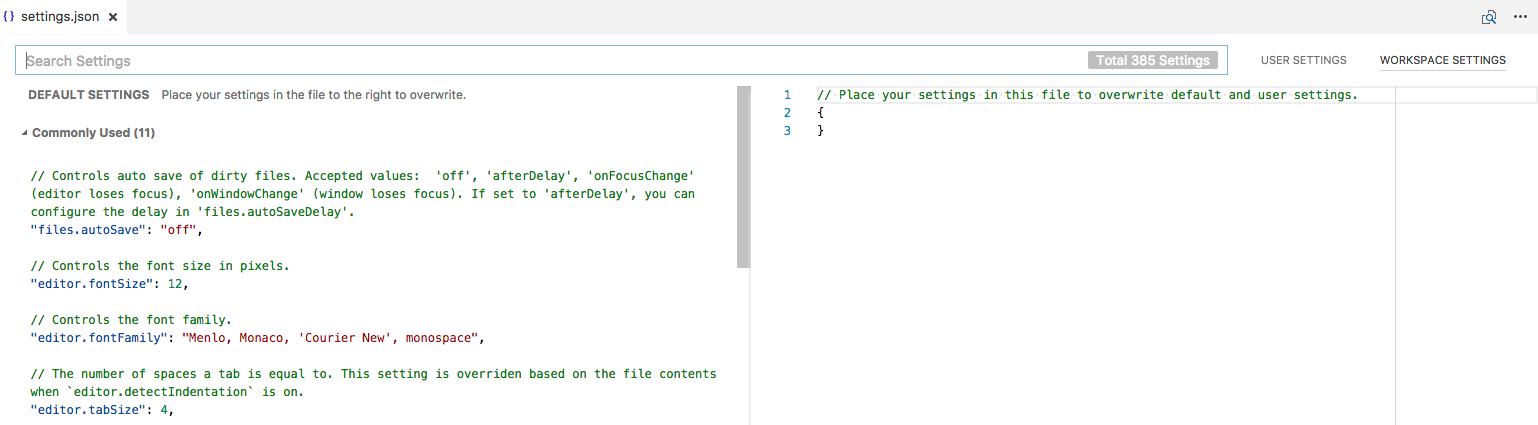 { } settings.json ×
Search Settings
Total 385 Settings
USER SETTINGS
WORKSPACE SETTINGS
DEFAULT SETTINGS Place your settings in the file to the right to overwrite.
Commonly Used (11)
// Controls auto save of dirty files. Accepted values:  'off', 'afterDelay', 'onFocusChange'
(editor loses focus), 'onWindowChange' (window loses focus). If set to 'afterDelay', you can
configure the delay in 'files.autoSaveDelay'.
"files.autoSave": "off",
// Controls the font size in pixels.
"editor.fontSize": 12,
// Controls the font family.
"editor.fontFamily": "Menlo, Monaco, 'Courier New', monospace",
// The number of spaces a tab is equal to. This setting is overriden based on the file contents
when `editor.detectIndentation` is on.
"editor.tabSize": 4,
1 // Place your settings in this file to overwrite default and user settings.
2 {
3 }